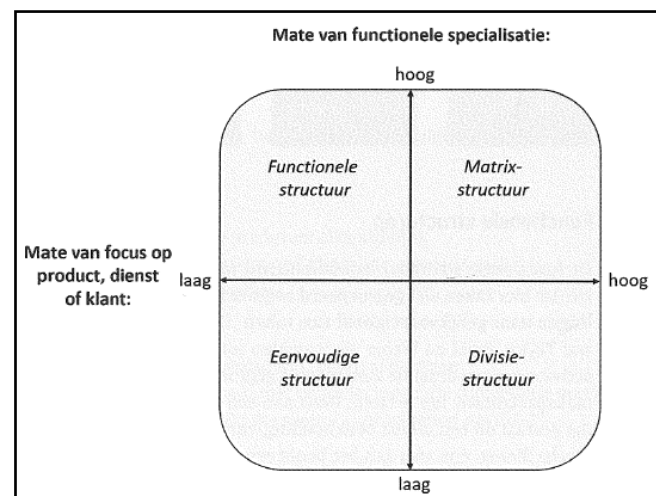 Mate van functionele specialisatie:
hoog
Functionele
structuur
Matrix-
structuur
Mate van focus op
product, dienst
of klant:
laag
hoog
Eenvoudige
structuur
Divisie-
structuur
laag